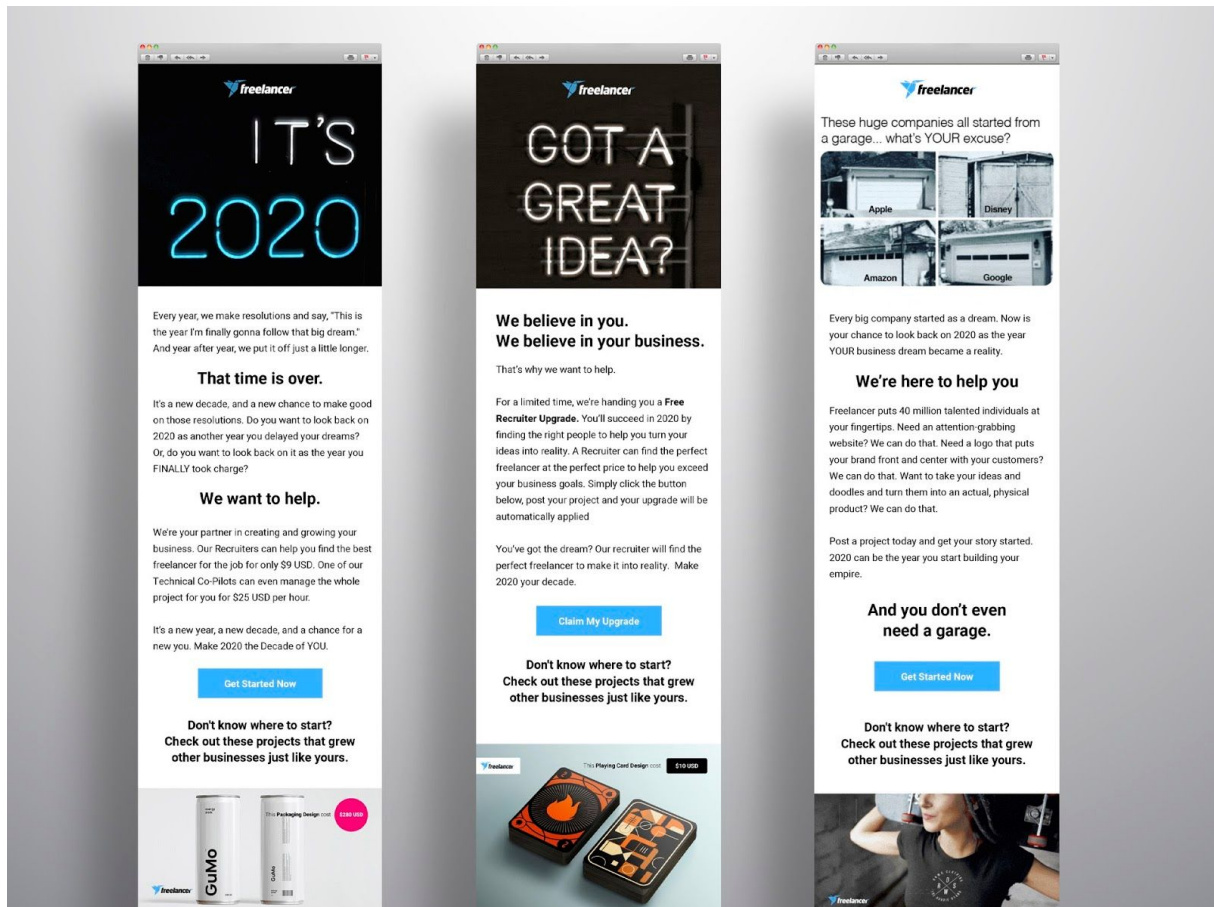 freelancer
IT'S
2020
Every year, we make resolutions and say, "This is
the year I'm finally gonna follow that big dream."
And year after year, we put it off just a little longer.
That time is over.
It's a new decade, and a new chance to make good
on those resolutions. Do you want to look back on
2020 as another year you delayed your dreams?
Or, do you want to look back on it as the year you
FINALLY took charge?
We want to help.
We're your partner in creating and growing your
business. Our Recruiters can help you find the best
freelancer for the job for only $9 USD. One of our
Technical Co-Pilots can even manage the whole
project for you for $25 USD per hour.
It's a new year, a new decade, and a chance for a
new you. Make 2020 the Decade of YOU.
Get Started Now
Don't know where to start?
Check out these projects that grew
other businesses just like yours.
This Packaging Design cost
$280 USD
GuMo
GuMo
freelancer
freelancer
GOT A
GREAT
IDEA?
We believe in you.
We believe in your business.
That's why we want to help.
For a limited time, we're handing you a Free
Recruiter Upgrade. You'll succeed in 2020 by
finding the right people to help you turn your
ideas into reality. A Recruiter can find the perfect
freelancer at the perfect price to help you exceed
your business goals. Simply click the button
below, post your project and your upgrade will be
automatically applied
You've got the dream? Our recruiter will find the
perfect freelancer to make it into reality. Make
2020 your decade.
Claim My Upgrade
Don't know where to start?
Check out these projects that grew
other businesses just like yours.
freelancer
This Playing Card Design cost
$10 USD
freelancer
These huge companies all started from
a garage... what's YOUR excuse?
Apple
Disney
Amazon
Google
Every big company started as a dream. Now is
your chance to look back on 2020 as the year
YOUR business dream became a reality.
We're here to help you
Freelancer puts 40 million talented individuals at
your fingertips. Need an attention-grabbing
website? We can do that. Need a logo that puts
your brand front and center with your customers?
We can do that. Want to take your ideas and
doodles and turn them into an actual, physical
product? We can do that.
Post a project today and get your story started.
2020 can be the year you start building your
empire.
And you don't even
need a garage.
Get Started Now
Don't know where to start?
Check out these projects that grew
other businesses just like yours.
freelancer